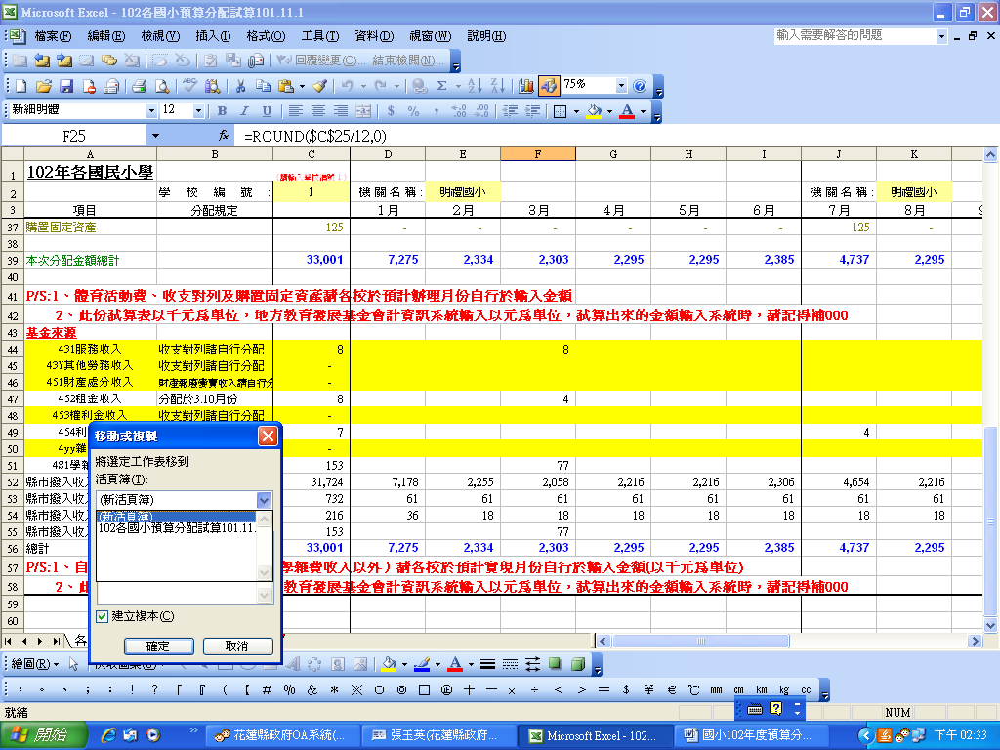 Microsoft Excel - 102各國小預算分配試算101.11.1
檔案(F) 編輯(E) 檢視(V) 插入(I) 格式(O) 工具(T) 資料(D) 視窗(W) 說明(H) 輸入需要解答的問題
回覆變更(C)... 結束檢閱(N)...
75%
新細明體 12 B I U $ % ,
F25 fx =ROUND($C$25/12,0)
A B C D E F G H I J K
1 102年各國民小學
2 學 校 編 號 : 1 機 關 名 稱 : 明禮國小 機 關 名 稱 : 明禮國小
3 項目 分配規定 1月 2月 3月 4月 5月 6月 7月 8月
37 購置固定資產 125 - - - - - - 125 -
38
39 本次分配金額總計 33,001 7,275 2,334 2,303 2,295 2,295 2,385 4,737 2,295
40
41 P/S:1、體育活動費、收支對列及購置固定資產請各校於預計辦理月份自行於輸入金額
42 2、此份試算表以千元為單位，地方教育發展基金會計資訊系統輸入以元為單位，試算出來的金額輸入系統時，請記得補000
43 基金來源
44 431服務收入 收支對列請自行分配 8 8
45 43Y其他勞務收入 收支對列請自行分配 -
46 451財產處分收入 財產報廢變賣收入請自行分 -
47 452租金收入 分配於3.10月份 8 4
48 453權利金收入 收支對列請自行分配 -
49 454利 7 4
50 4yy雜 -
51 481學雜 153 77
52 縣市撥入收 31,724 7,178 2,255 2,058 2,216 2,216 2,306 4,654 2,216
53 縣市撥入收 732 61 61 61 61 61 61 61 61
54 縣市撥入收 216 36 18 18 18 18 18 18 18
55 縣市撥入收 153 77
56 總計 33,001 7,275 2,334 2,303 2,295 2,295 2,385 4,737 2,295
57 P/S:1、自 學雜費收入以外）請各校於預計實現月份自行於輸入金額(以千元為單位)
58 2、此 教育發展基金會計資訊系統輸入以元為單位，試算出來的金額輸入系統時，請記得補000
59
60
移動或複製
將選定工作表移到
活頁簿(T):
(新活頁簿)
(新活頁簿)
102各國小預算分配試算101.11.
建立複本(C)
確定 取消
各
繪圖(R)
， 。 、 ； ： ！ ？ 「 『 （ 【 # % & * ※ ○ ◎ □ ㊣ ＋ － × ÷ ＜ ＞ ＝ $ ¥ ￦ € ℃ mm cm km kg cc
就緒 NUM
開始 花蓮縣政府OA系統(... 張玉英(花蓮縣政府... Microsoft Excel - 102... 國小102年度預算分... 下午 02:33